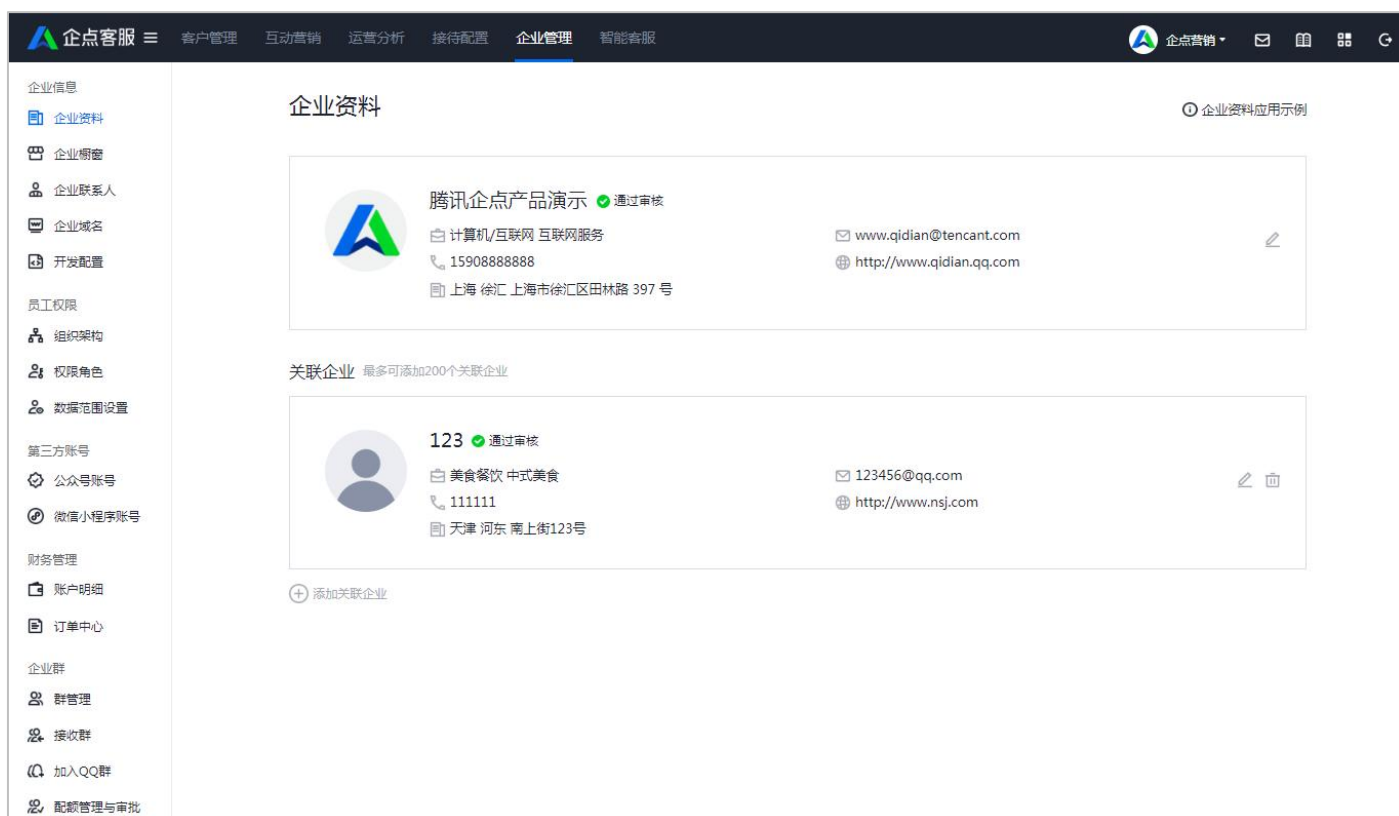 企点客服
客户管理
互动营销
运营分析
接待配置
企业管理
智能客服
企点营销
企业信息
企业资料
企业橱窗
企业联系人
企业域名
开发配置
员工权限
组织架构
权限角色
数据范围设置
第三方账号
公众号账号
微信小程序账号
财务管理
账户明细
订单中心
企业群
群管理
接收群
加入QQ群
配额管理与审批
企业资料
企业资料应用示例
腾讯企点产品演示 通过审核
计算机/互联网 互联网服务
www.qidian@tencant.com
15908888888
http://www.qidian.qq.com
上海 徐汇 上海市徐汇区田林路 397 号
关联企业 最多可添加200个关联企业
123 通过审核
美食餐饮 中式美食
123456@qq.com
111111
http://www.nsj.com
天津 河东 南上街123号
添加关联企业